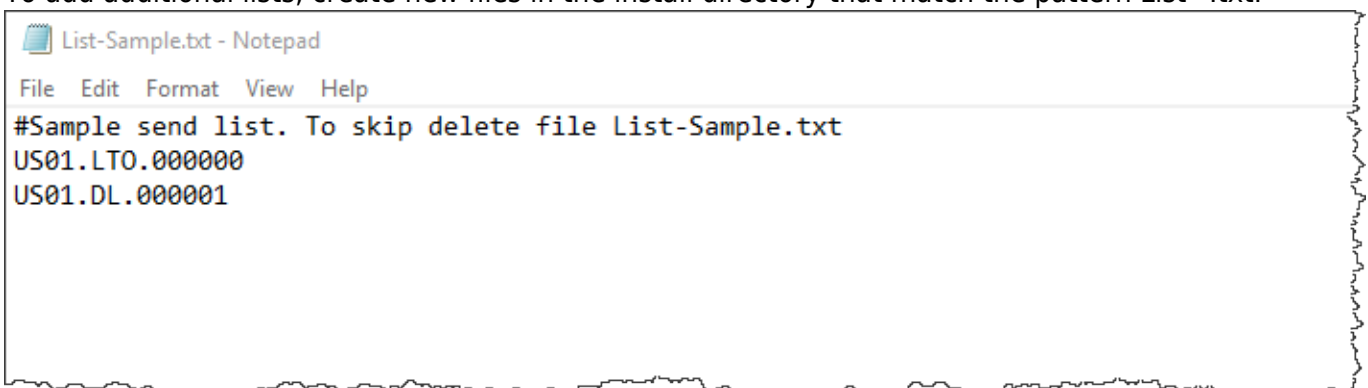 To add additional lists, create new files in the install directory that match the pattern List-*.txt.
List-Sample.txt - Notepad
File Edit Format View Help
#Sample send list. To skip delete file List-Sample.txt
US01.LTO.000000
US01.DL.000001